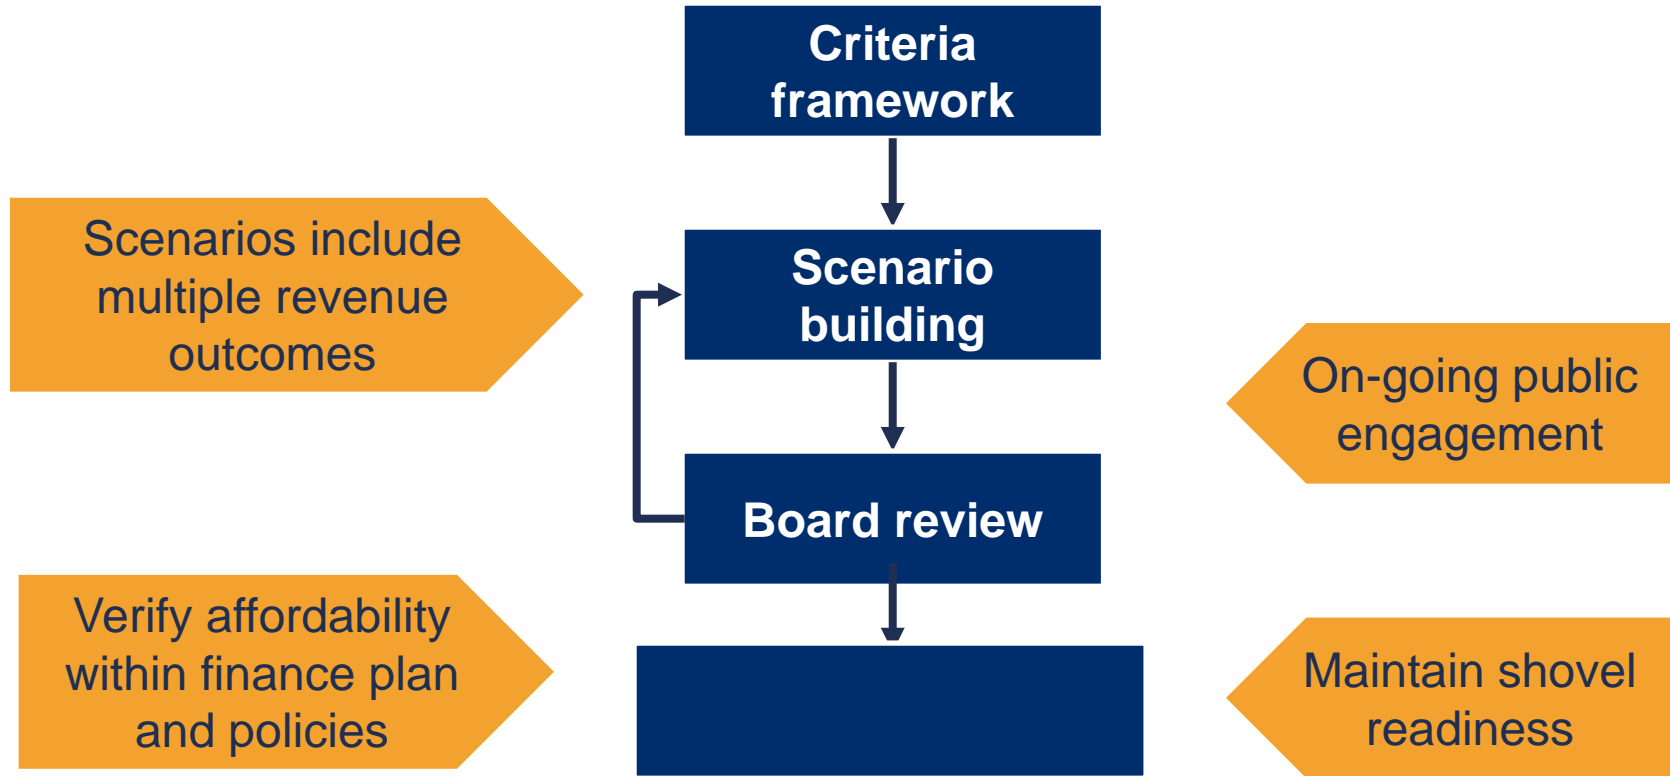 Criteria
framework
Scenarios include
multiple revenue
outcomes
Scenario
building
On-going public
engagement
Board review
Verify affordability
within finance plan
and policies
Maintain shovel
readiness